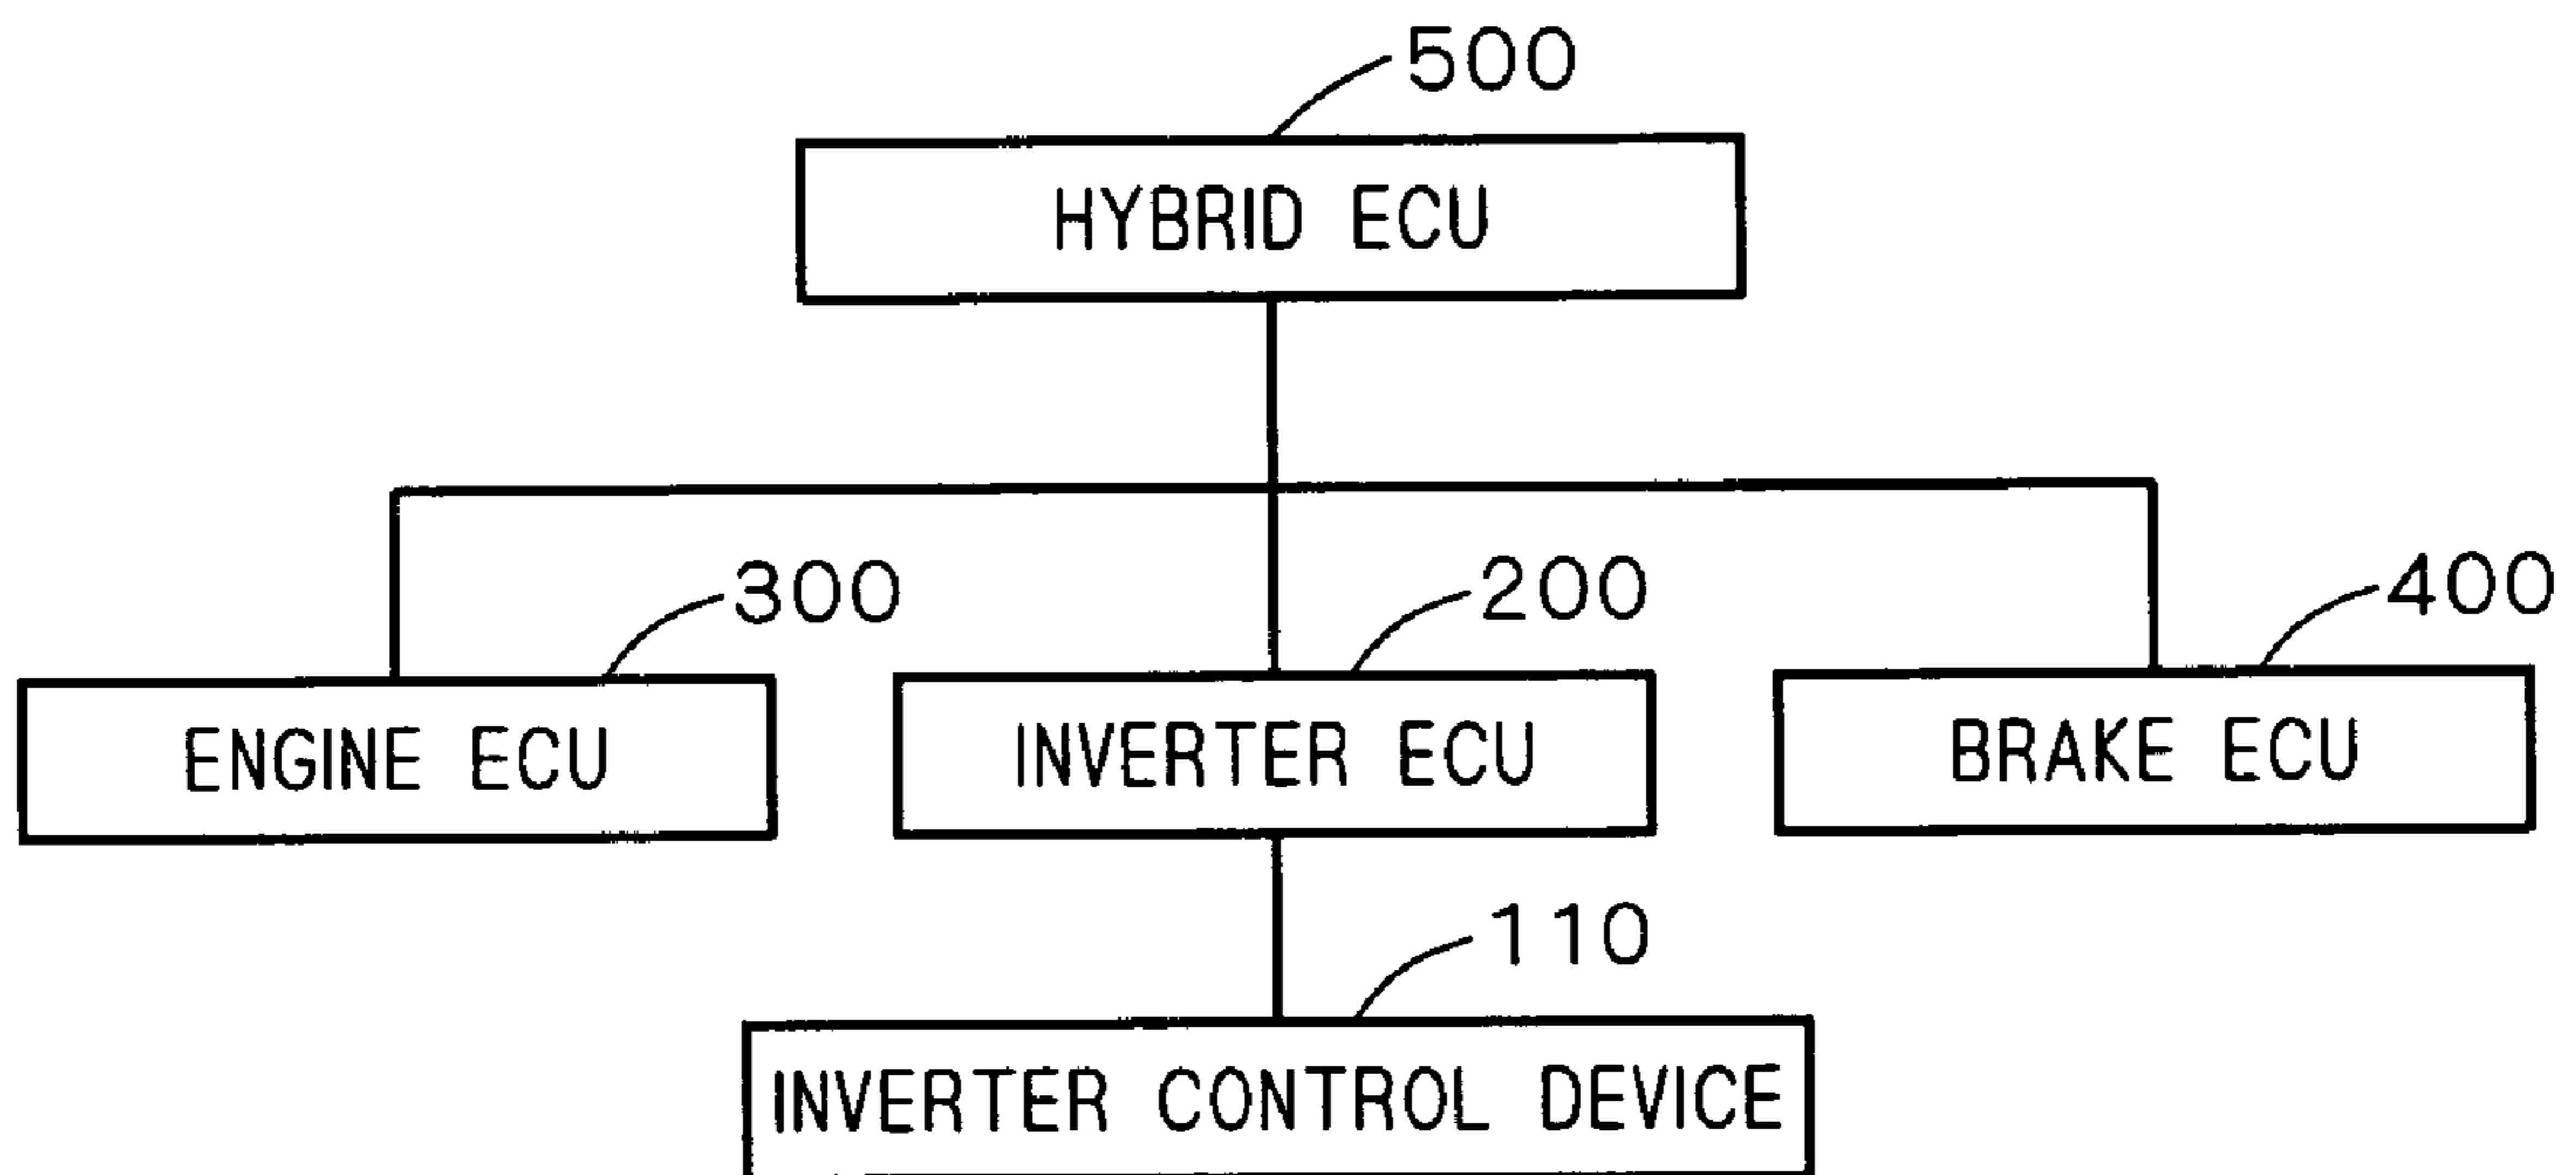 500
HYBRID ECU
300
200
400
ENGINE ECU
INVERTER ECU
BRAKE ECU
110
INVERTER CONTROL DEVICE